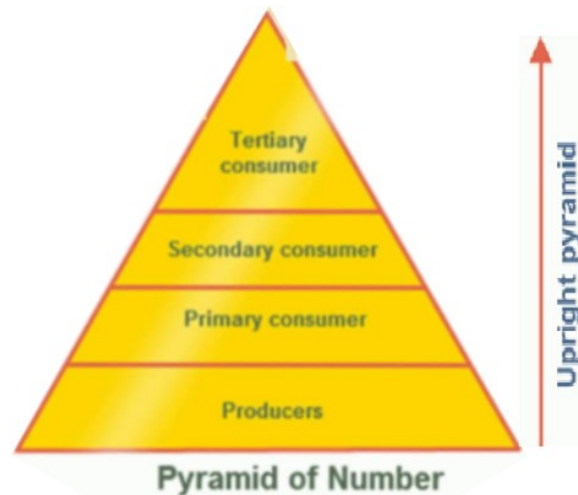 Tertiary
consumer
Secondary consumer
Primary consumer
Producers
Upright pyramid
Pyramid of Number